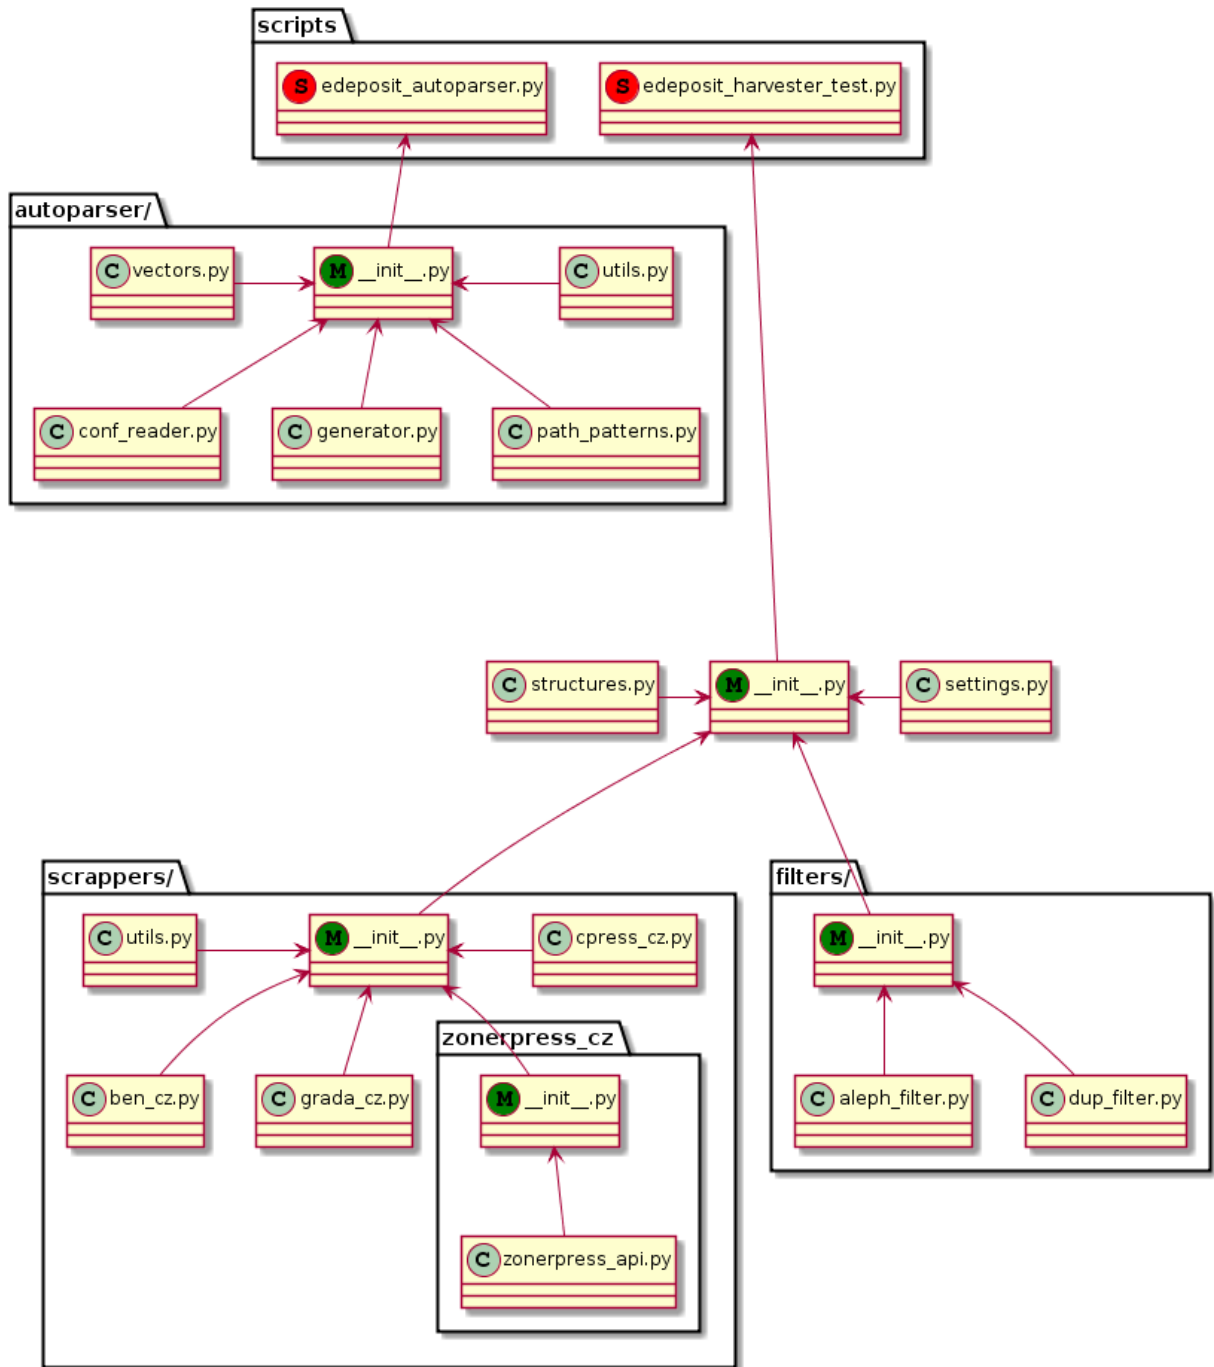 scripts
S edeposit_autoparser.py
S edeposit_harvester_test.py
autoparser/
C vectors.py
M __init__.py
C utils.py
C conf_reader.py
C generator.py
C path_patterns.py
C structures.py
M __init__.py
C settings.py
scrappers/
filters/
C utils.py
M __init__.py
C cpress_cz.py
M __init__.py
zonerpress_cz
C ben_cz.py
C grada_cz.py
M __init__.py
C aleph_filter.py
C dup_filter.py
C zonerpress_api.py